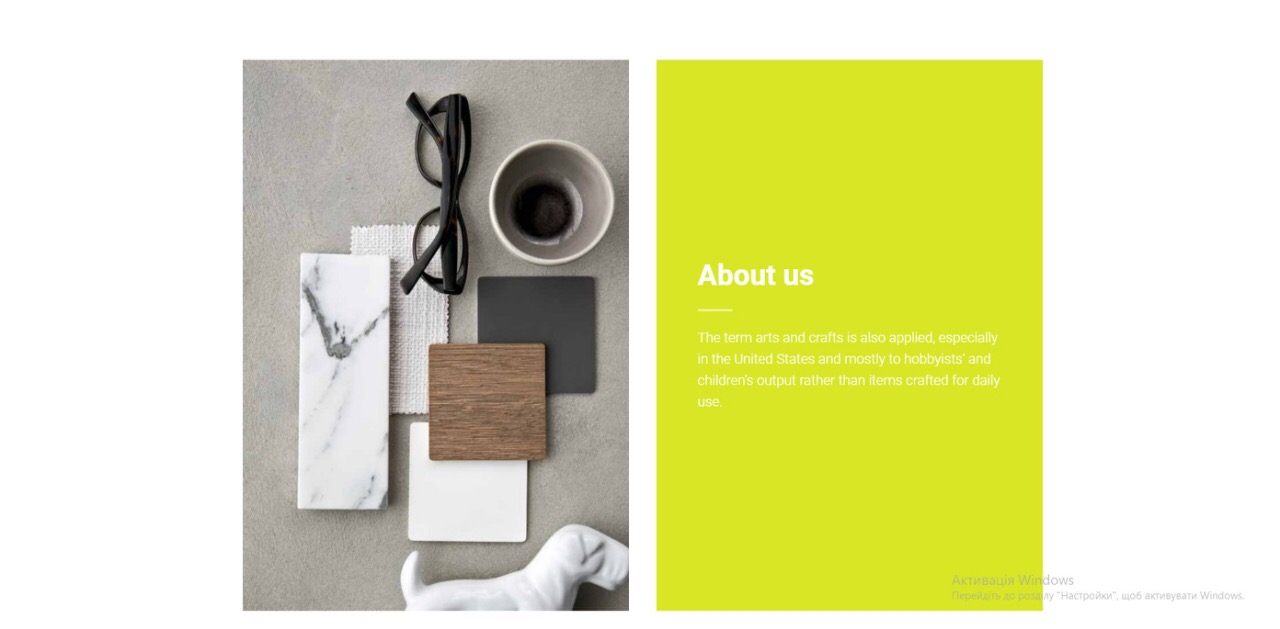 About us
The term arts and crafts is also applied, especially
in the United States and mostly to hobbyists' and
children's output rather than items crafted for daily
use.
Активація Windows
Перейдіть до розділу "Настройки", щоб активувати Windows.